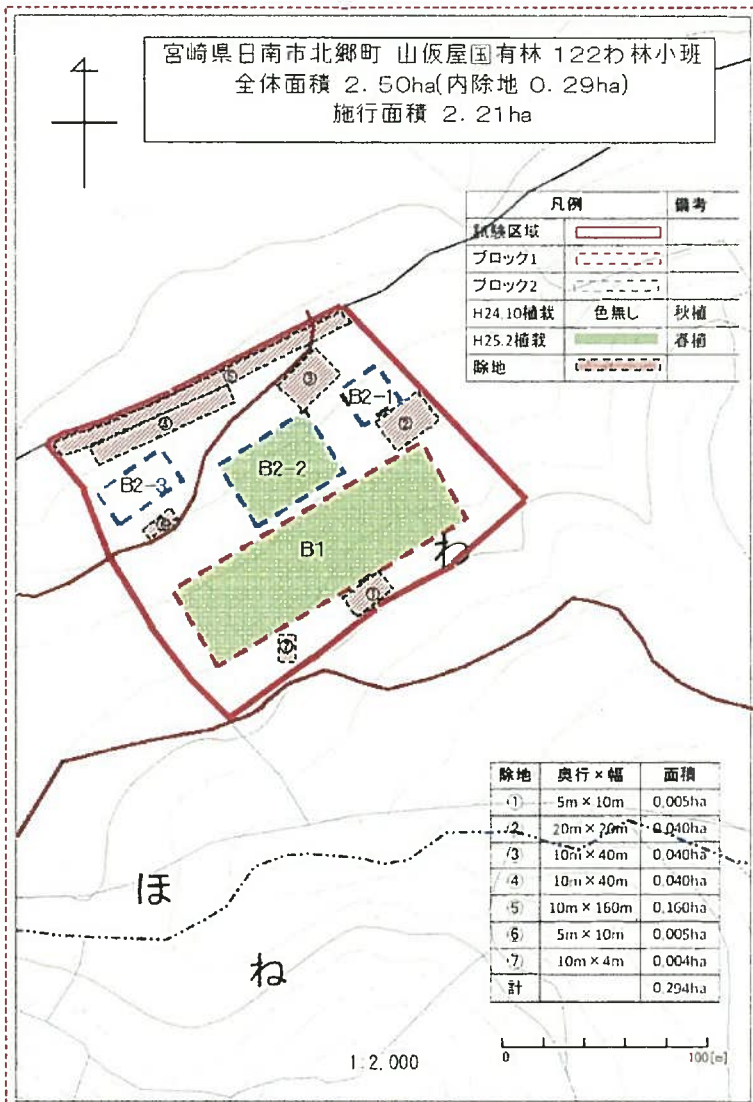 宮崎県日南市北郷町 山仮屋国有林 122わ林小班
全体面積 2.50ha(内除地 0.29ha)
施行面積 2.21ha
凡例 備考
試験区域
ブロック1
ブロック2
H24.10植栽 色無し 秋植
H25.2植栽 春植
除地
⑤
③
④
B2-1
②
B2-2
B2-3
⑥
B1
わ
①
⑦
除地 奥行×幅 面積
① 5m×10m 0.005ha
② 20m×20m 0.040ha
③ 10m×40m 0.040ha
④ 10m×40m 0.040ha
⑤ 10m×160m 0.160ha
⑥ 5m×10m 0.005ha
⑦ 10m×4m 0.004ha
計 0.294ha
ほ
ね
1:2,000
0 100[m]